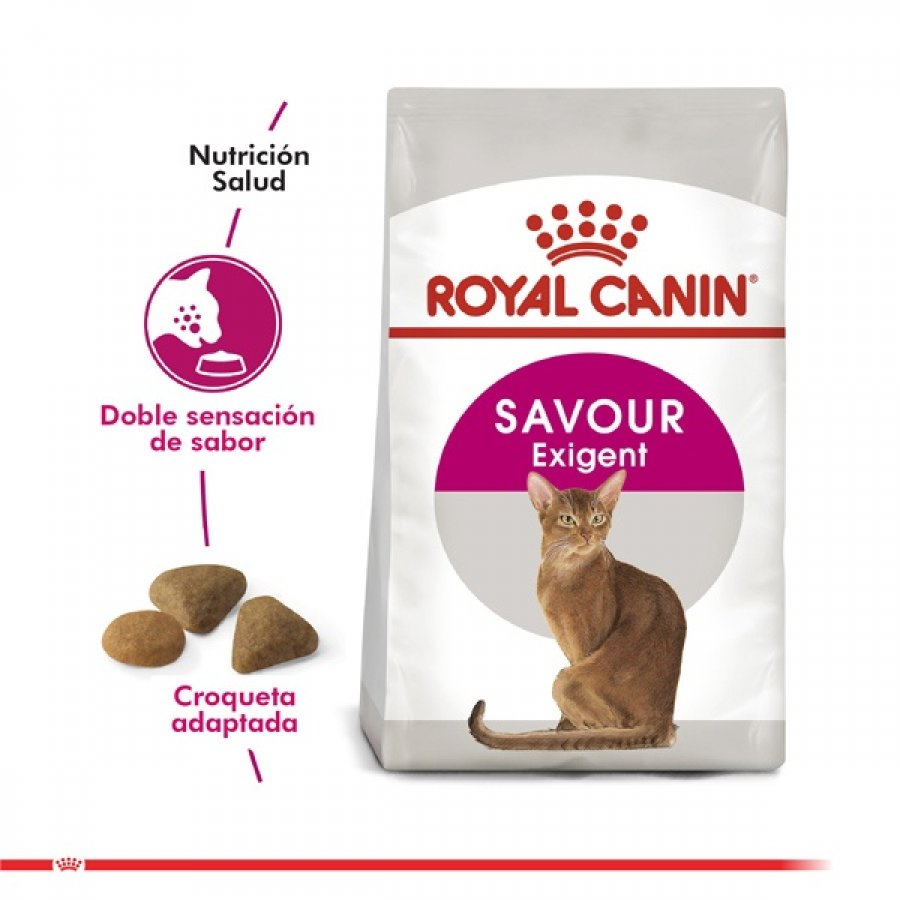 Nutrición
Salud
Doble sensación
de sabor
Croqueta
adaptada
ROYAL CANIN®
SAVOUR
Exigent